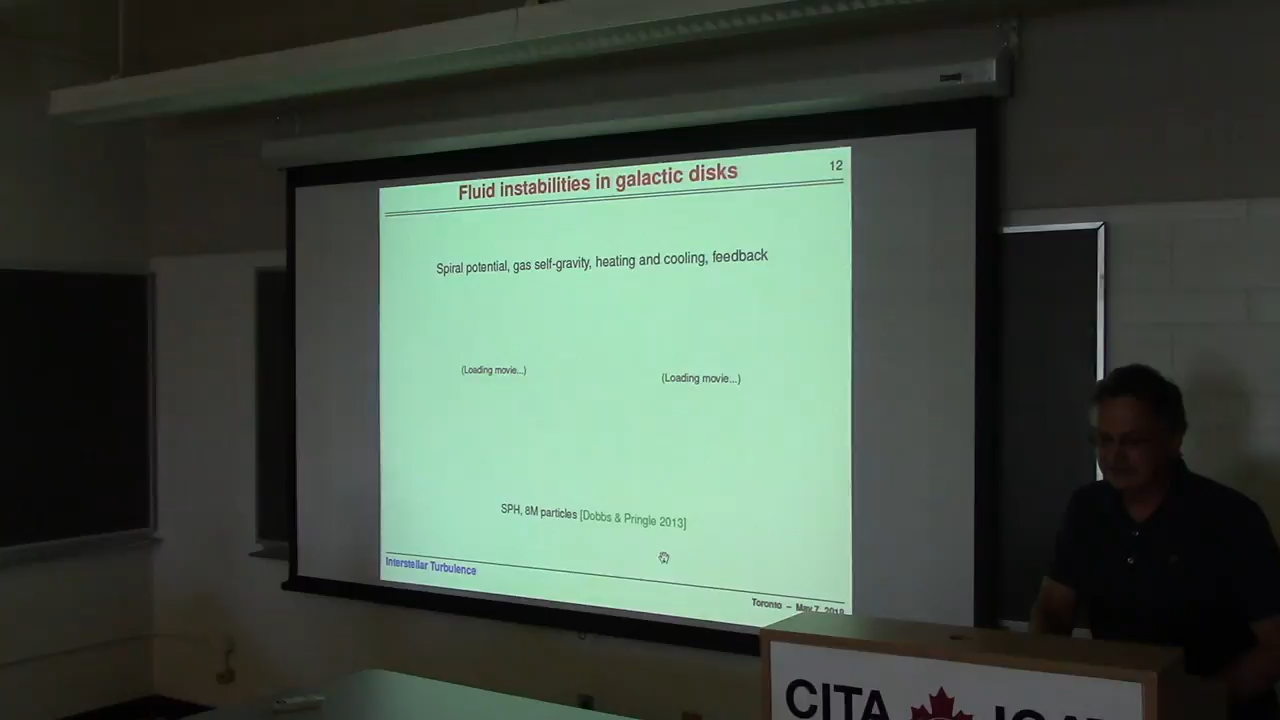 Fluid instabilities in galactic disks
12
Spiral potential, gas self-gravity, heating and cooling, feedback
(Loading movie...)
(Loading movie...)
SPH, 8M particles [Dobbs & Pringle 2013]
Interstellar Turbulence
Toronto – May 7, 2018
CITA